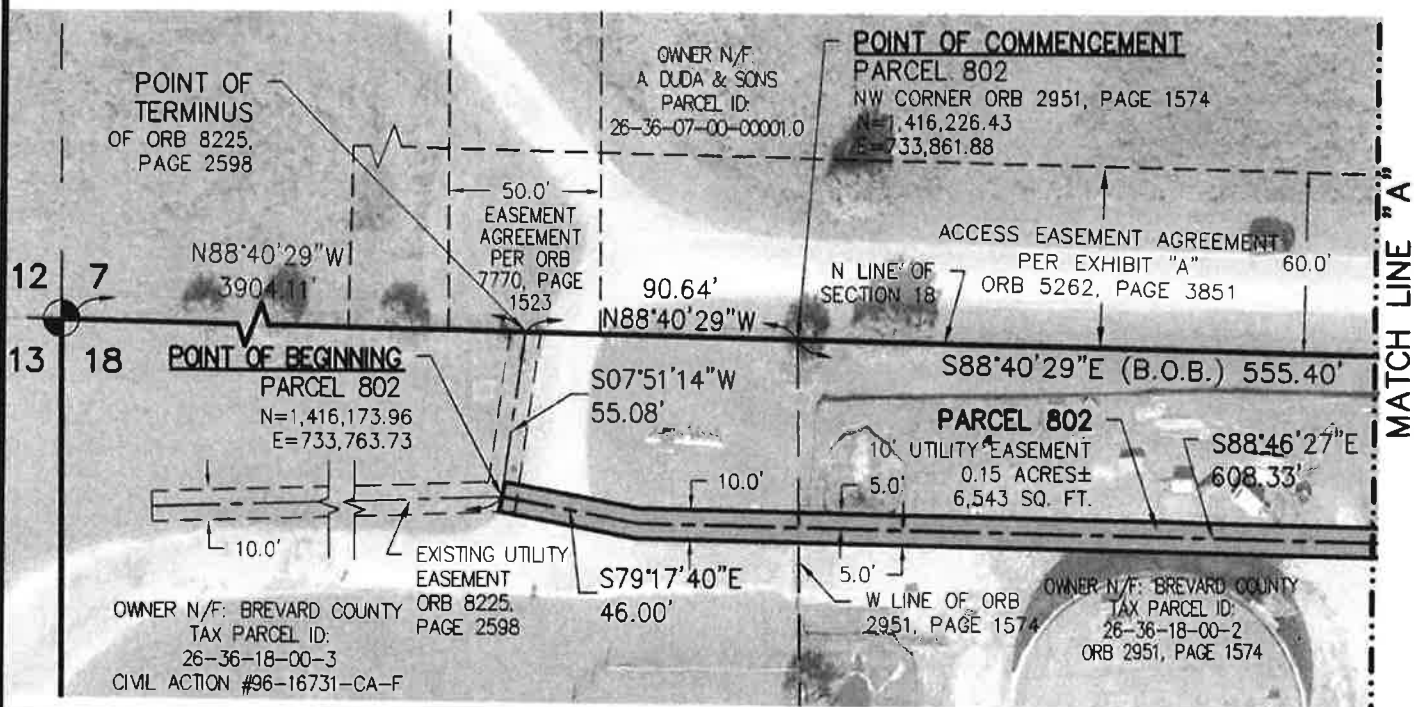 POINT OF
TERMINUS
OF ORB 8225,
PAGE 2598
OWNER N/F:
A DUDA & SONS
PARCEL ID:
26-36-07-00-00001.0
POINT OF COMMENCEMENT
PARCEL 802
NW CORNER ORB 2951, PAGE 1574
N=1,416,226.43
E=733,861.88
50.0'
EASEMENT
AGREEMENT
PER ORB
7770, PAGE
1523
ACCESS EASEMENT AGREEMENT
PER EXHIBIT "A"
ORB 5262, PAGE 3851
60.0'
MATCH LINE "A"
12
7
13
18
N88°40'29"W
3904.11'
90.64'
N88°40'29"W
N LINE OF
SECTION 18
S88°40'29"E (B.O.B.) 555.40'
POINT OF BEGINNING
PARCEL 802
N=1,416,173.96
E=733,763.73
S07°51'14"W
55.08'
PARCEL 802
10' UTILITY EASEMENT
0.15 ACRES±
6,543 SQ. FT.
S88°46'27"E
608.33'
10.0'
5.0'
10.0'
5.0'
EXISTING UTILITY
EASEMENT
ORB 8225,
PAGE 2598
S79°17'40"E
46.00'
W LINE OF ORB
2951, PAGE 1574
OWNER N/F: BREVARD COUNTY
TAX PARCEL ID:
26-36-18-00-2
ORB 2951, PAGE 1574
OWNER N/F: BREVARD COUNTY
TAX PARCEL ID:
26-36-18-00-3
CIVIL ACTION #96-16731-CA-F